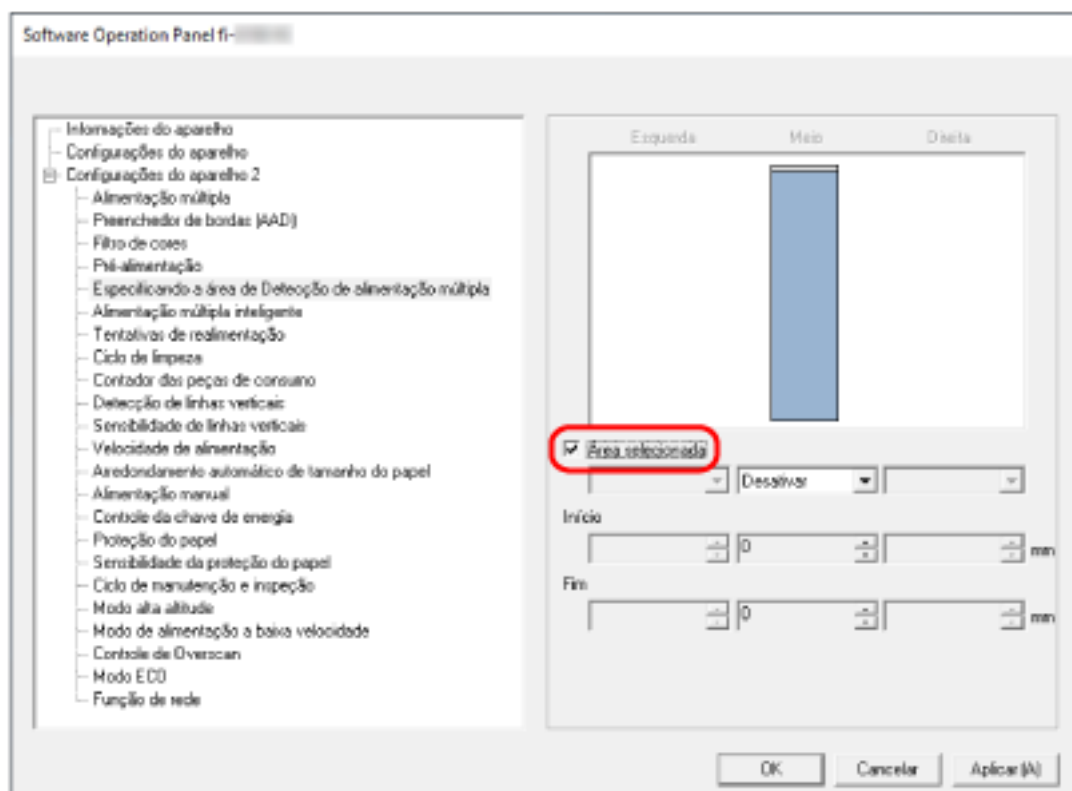 Software Operation Panel fi-
Informações do aparelho
Configurações do aparelho
Configurações do aparelho 2
Alimentação múltipla
Preenchedor de bordas (AAD)
Filtro de cores
Pré-alimentação
Especificando a área de Detecção de alimentação múltipla
Alimentação múltipla inteligente
Tentativas de realimentação
Ciclo de limpeza
Contador das peças de consumo
Detecção de linhas verticais
Sensibilidade de linhas verticais
Velocidade de alimentação
Arredondamento automático de tamanho do papel
Alimentação manual
Controle da chave de energia
Proteção do papel
Sensibilidade da proteção do papel
Ciclo de manutenção e inspeção
Modo alta altitude
Modo de alimentação a baixa velocidade
Controle de Overscan
Modo ECO
Função de rede
Esquerda Meio Direita
Área selecionada
Desativar
Início
0 mm
Fim
0 mm
OK Cancelar Aplicar(A)